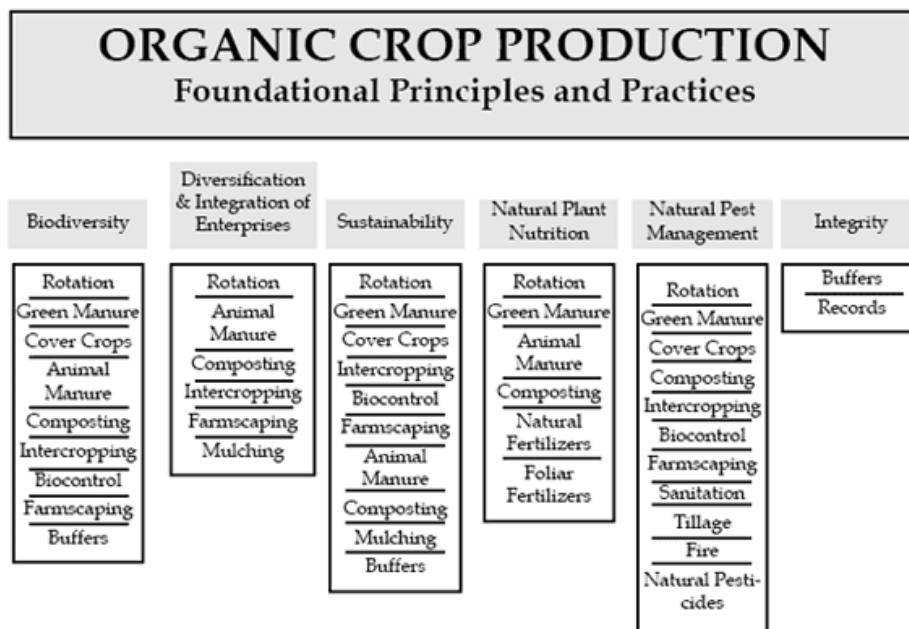 ORGANIC CROP PRODUCTION
Foundational Principles and Practices
Biodiversity
Rotation
Green Manure
Cover Crops
Animal
Manure
Composting
Intercropping
Biocontrol
Farmscaping
Buffers
Diversification
& Integration of
Enterprises
Rotation
Animal
Manure
Composting
Intercropping
Farmscaping
Mulching
Sustainability
Rotation
Green Manure
Cover Crops
Intercropping
Biocontrol
Farmscaping
Animal
Manure
Composting
Mulching
Buffers
Natural Plant
Nutrition
Rotation
Green Manure
Animal
Manure
Composting
Natural
Fertilizers
Foliar
Fertilizers
Natural Pest
Management
Rotation
Green Manure
Cover Crops
Composting
Intercropping
Biocontrol
Farmscaping
Sanitation
Tillage
Fire
Natural Pesti-
cides
Integrity
Buffers
Records